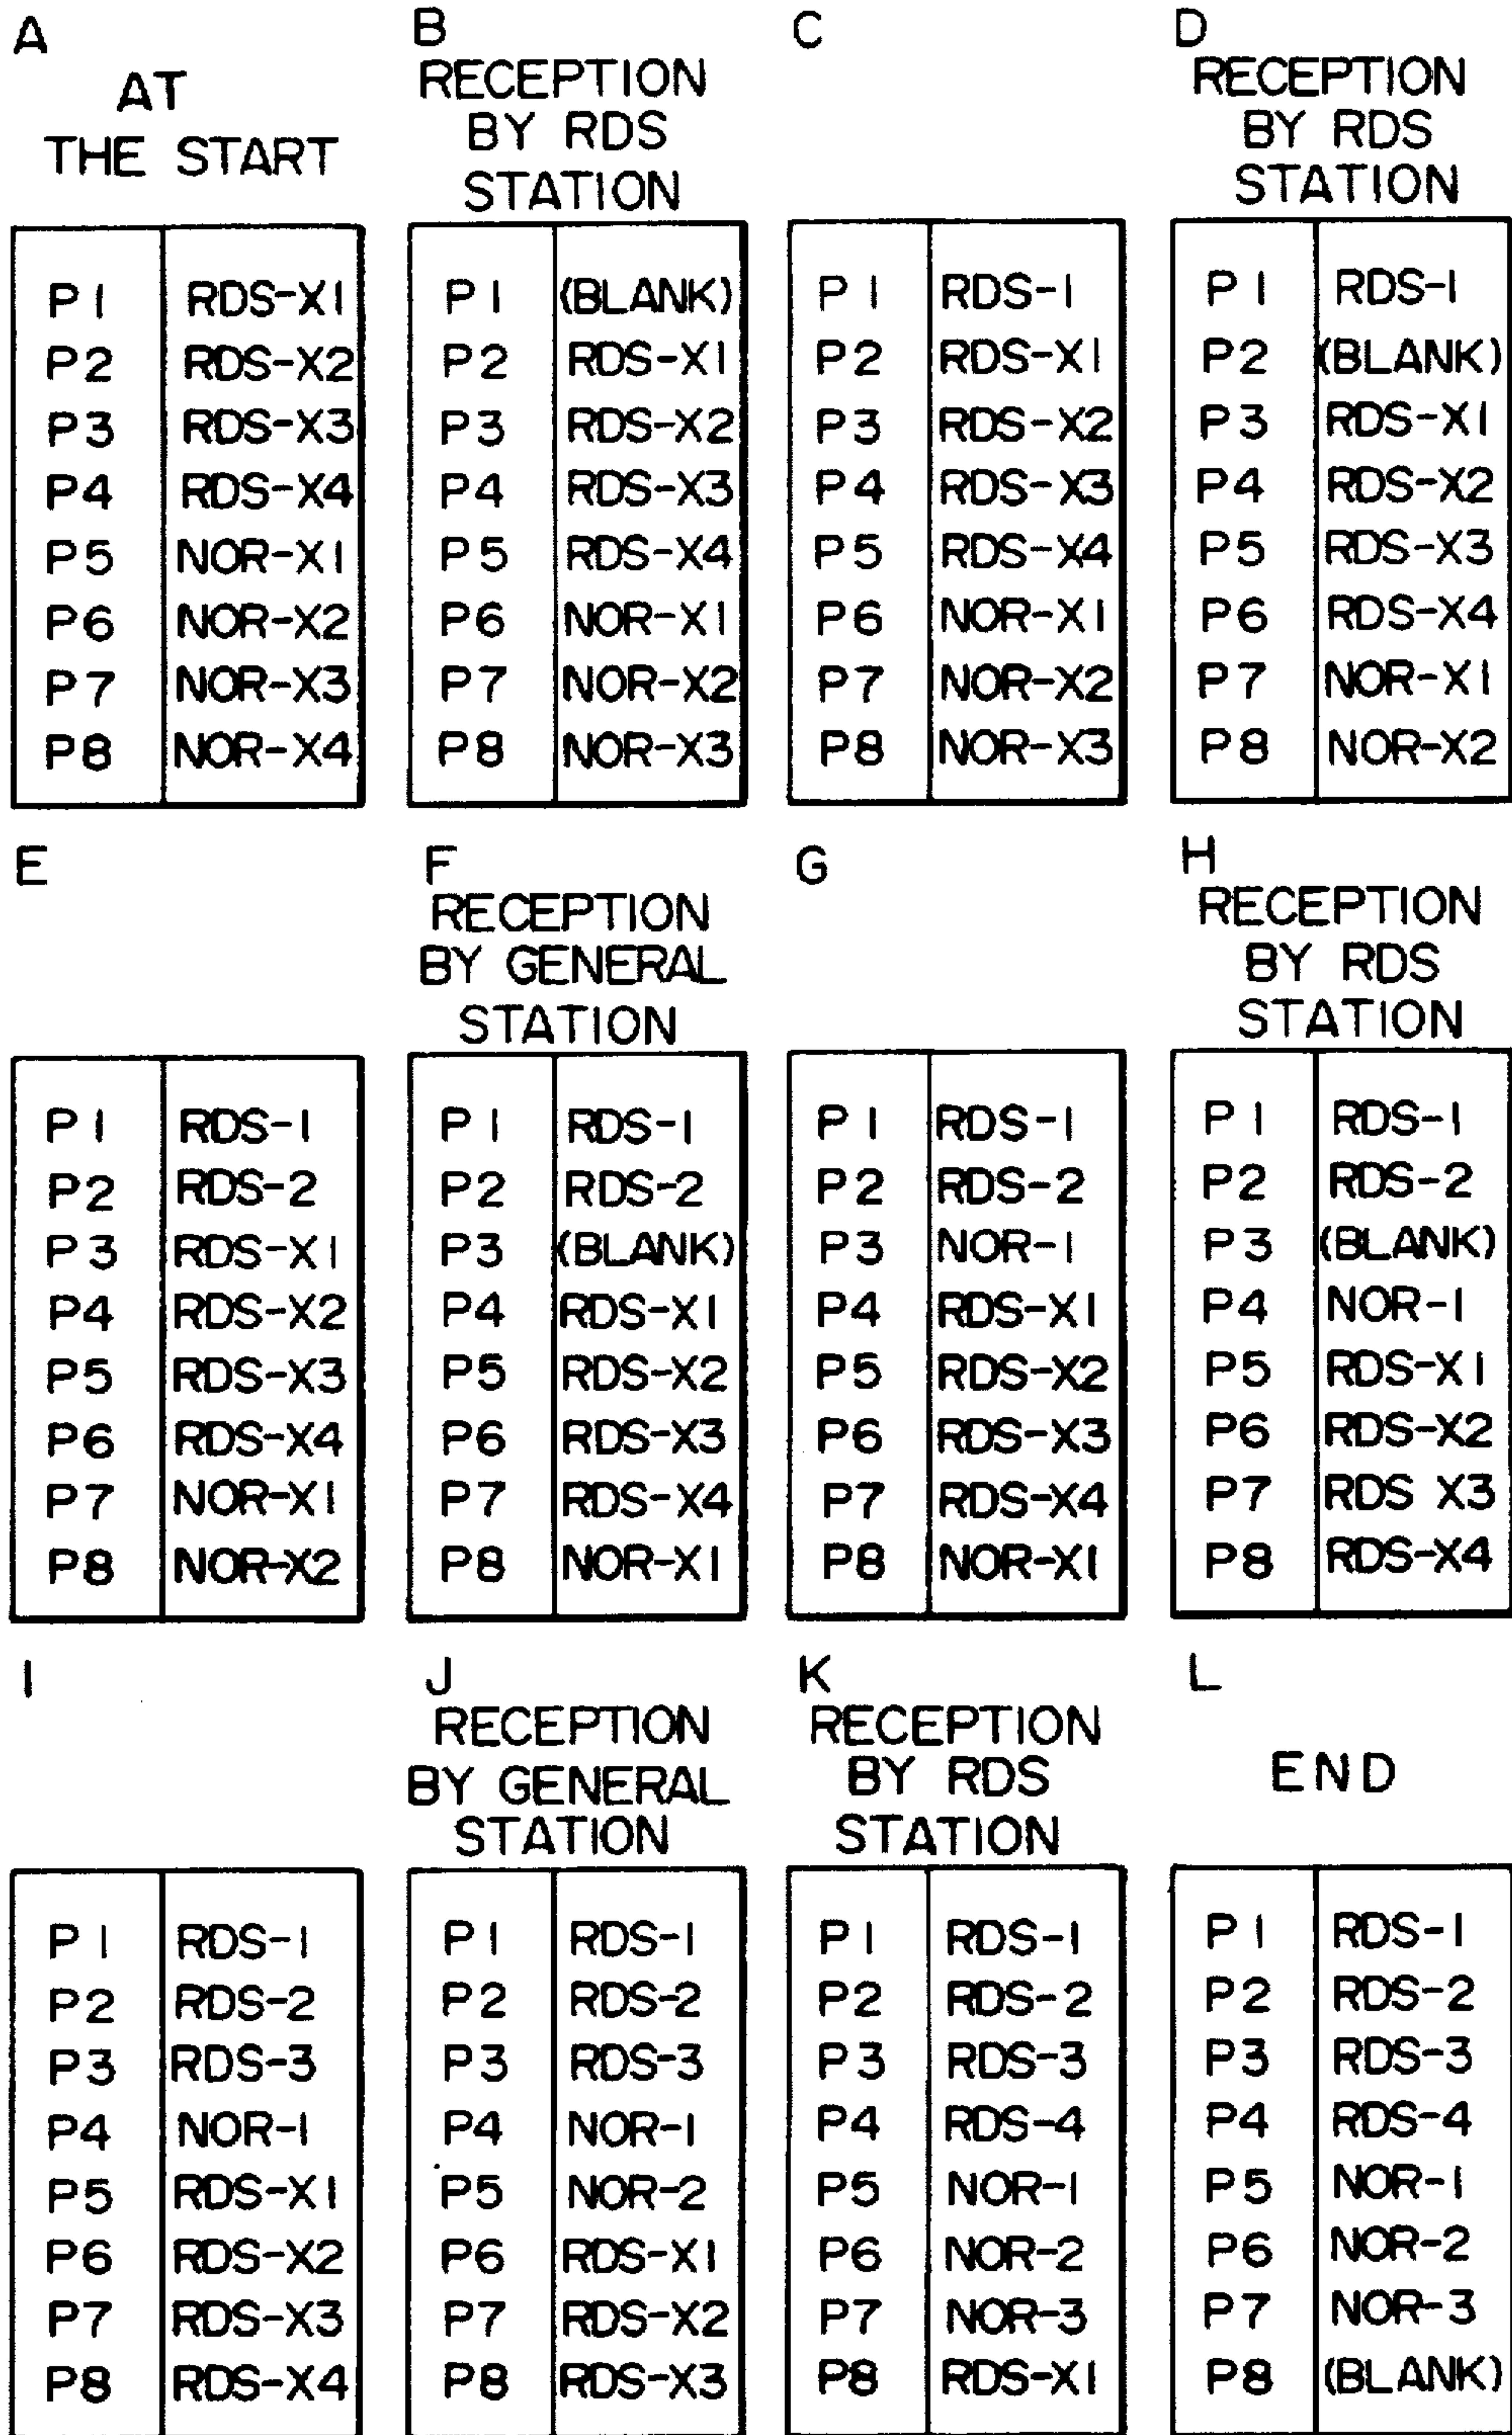 A
AT
THE START
P1 RDS-X1
P2 RDS-X2
P3 RDS-X3
P4 RDS-X4
P5 NOR-X1
P6 NOR-X2
P7 NOR-X3
P8 NOR-X4
B
RECEPTION
BY RDS
STATION
P1 (BLANK)
P2 RDS-X1
P3 RDS-X2
P4 RDS-X3
P5 RDS-X4
P6 NOR-X1
P7 NOR-X2
P8 NOR-X3
C
P1 RDS-1
P2 RDS-X1
P3 RDS-X2
P4 RDS-X3
P5 RDS-X4
P6 NOR-X1
P7 NOR-X2
P8 NOR-X3
D
RECEPTION
BY RDS
STATION
P1 RDS-1
P2 (BLANK)
P3 RDS-X1
P4 RDS-X2
P5 RDS-X3
P6 RDS-X4
P7 NOR-X1
P8 NOR-X2
E
P1 RDS-1
P2 RDS-2
P3 RDS-X1
P4 RDS-X2
P5 RDS-X3
P6 RDS-X4
P7 NOR-X1
P8 NOR-X2
F
RECEPTION
BY GENERAL
STATION
P1 RDS-1
P2 RDS-2
P3 (BLANK)
P4 RDS-X1
P5 RDS-X2
P6 RDS-X3
P7 RDS-X4
P8 NOR-X1
G
P1 RDS-1
P2 RDS-2
P3 NOR-1
P4 RDS-X1
P5 RDS-X2
P6 RDS-X3
P7 RDS-X4
P8 NOR-X1
H
RECEPTION
BY RDS
STATION
P1 RDS-1
P2 RDS-2
P3 (BLANK)
P4 NOR-1
P5 RDS-X1
P6 RDS-X2
P7 RDS X3
P8 RDS-X4
I
P1 RDS-1
P2 RDS-2
P3 RDS-3
P4 NOR-1
P5 RDS-X1
P6 RDS-X2
P7 RDS-X3
P8 RDS-X4
J
RECEPTION
BY GENERAL
STATION
P1 RDS-1
P2 RDS-2
P3 RDS-3
P4 NOR-1
P5 NOR-2
P6 RDS-X1
P7 RDS-X2
P8 RDS-X3
K
RECEPTION
BY RDS
STATION
P1 RDS-1
P2 RDS-2
P3 RDS-3
P4 RDS-4
P5 NOR-1
P6 NOR-2
P7 NOR-3
P8 RDS-X1
L
END
P1 RDS-1
P2 RDS-2
P3 RDS-3
P4 RDS-4
P5 NOR-1
P6 NOR-2
P7 NOR-3
P8 (BLANK)